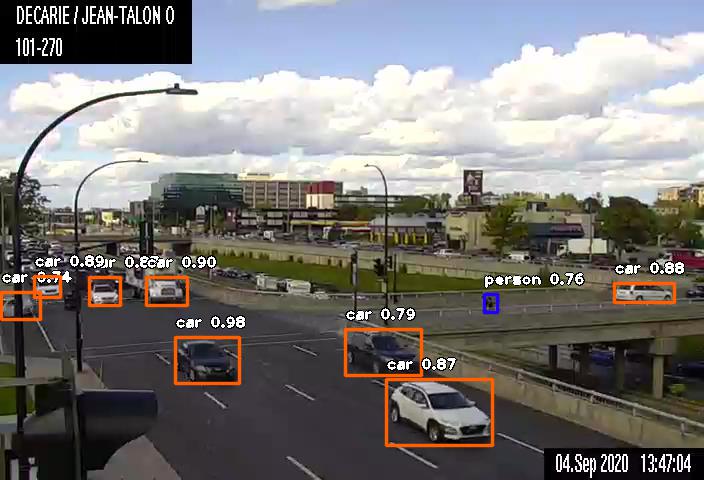 DECARIE / JEAN-TALON O
101-270
car 0.89
car 0.90
car 0.74
person 0.76
car 0.88
car 0.98
car 0.79
car 0.87
04.Sep 2020 13:47:04